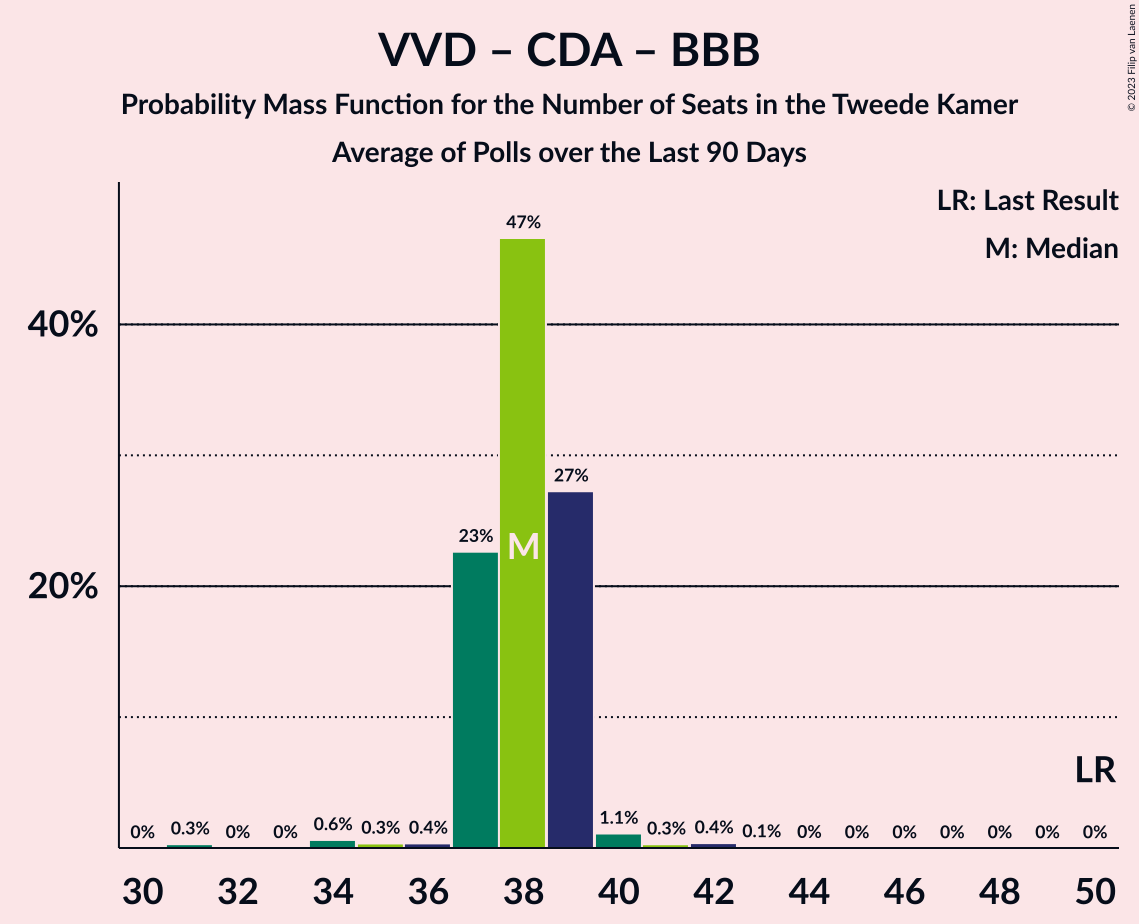 VVD – CDA – BBB
Probability Mass Function for the Number of Seats in the Tweede Kamer
Average of Polls over the Last 90 Days
© 2023 Filip van Laenen
LR: Last Result
M: Median
47%
40%
27%
23%
M
20%
LR
0% 0.3% 0% 0% 0.6% 0.3% 0.4% 1.1% 0.3% 0.4% 0.1% 0% 0% 0% 0% 0% 0% 0%
30 32 34 36 38 40 42 44 46 48 50